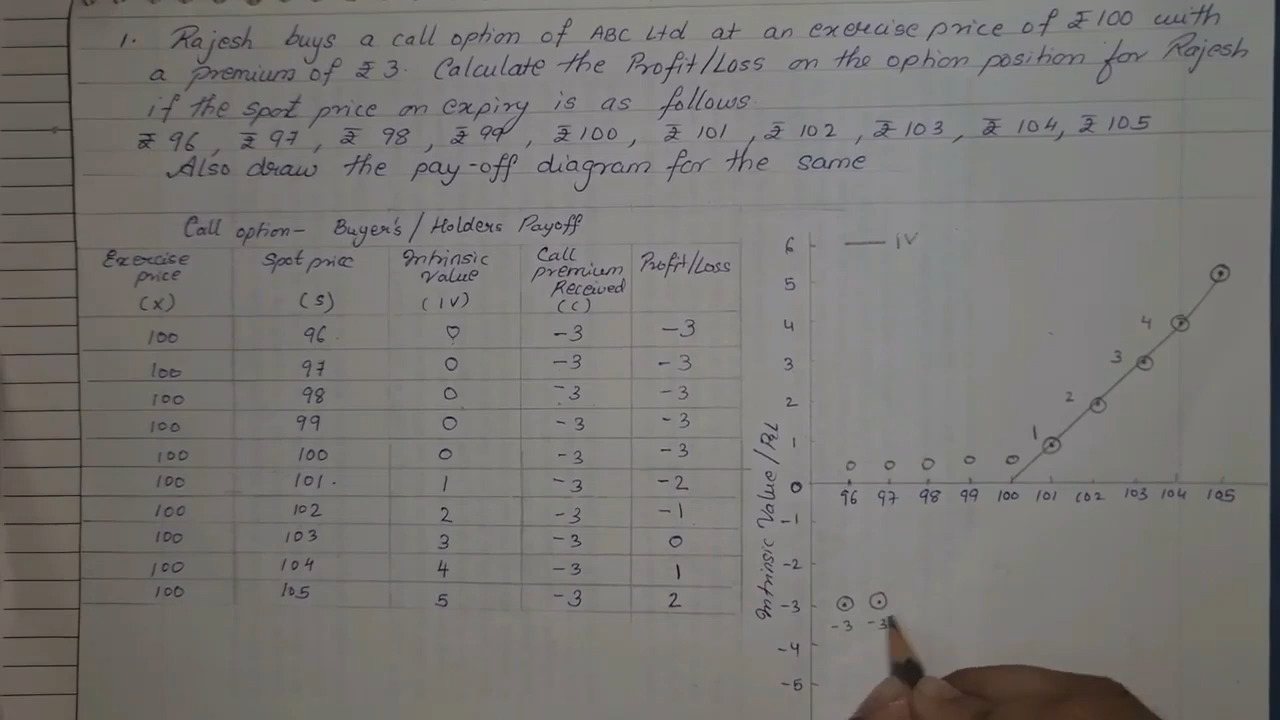 1. Rajesh buys a call option of ABC Ltd at an exercise price of ₹100 with
a premium of ₹3. Calculate the Profit/Loss on the option position for Rajesh
if the spot price on expiry is as follows
₹96, ₹97, ₹98, ₹99, ₹100, ₹101, ₹102, ₹103, ₹104, ₹105
Also draw the pay-off diagram for the same
Call option- Buyer's/Holders Payoff
Exercise price (X) Spot price (S) Intrinsic Value (IV) Call premium Received (C) Profit/Loss
100 96 0 -3 -3
100 97 0 -3 -3
100 98 0 -3 -3
100 99 0 -3 -3
100 100 0 -3 -3
100 101. 1 -3 -2
100 102 2 -3 -1
100 103 3 -3 0
100 104 4 -3 1
100 105 5 -3 2
Intrinsic Value / P&L
— IV
6
5
4
3
2
1
0
-1
-2
-3
-4
-5
0 0 0 0 0 1 2 3 4
96 97 98 99 100 101 102 103 104 105
-3 -3